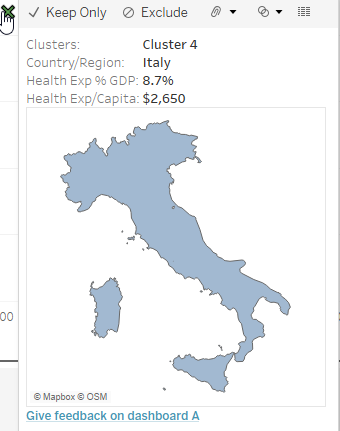 Keep Only Exclude
Clusters: Cluster 4
Country/Region: Italy
Health Exp % GDP: 8.7%
Health Exp/Capita: $2,650
00
© Mapbox © OSM
Give feedback on dashboard A